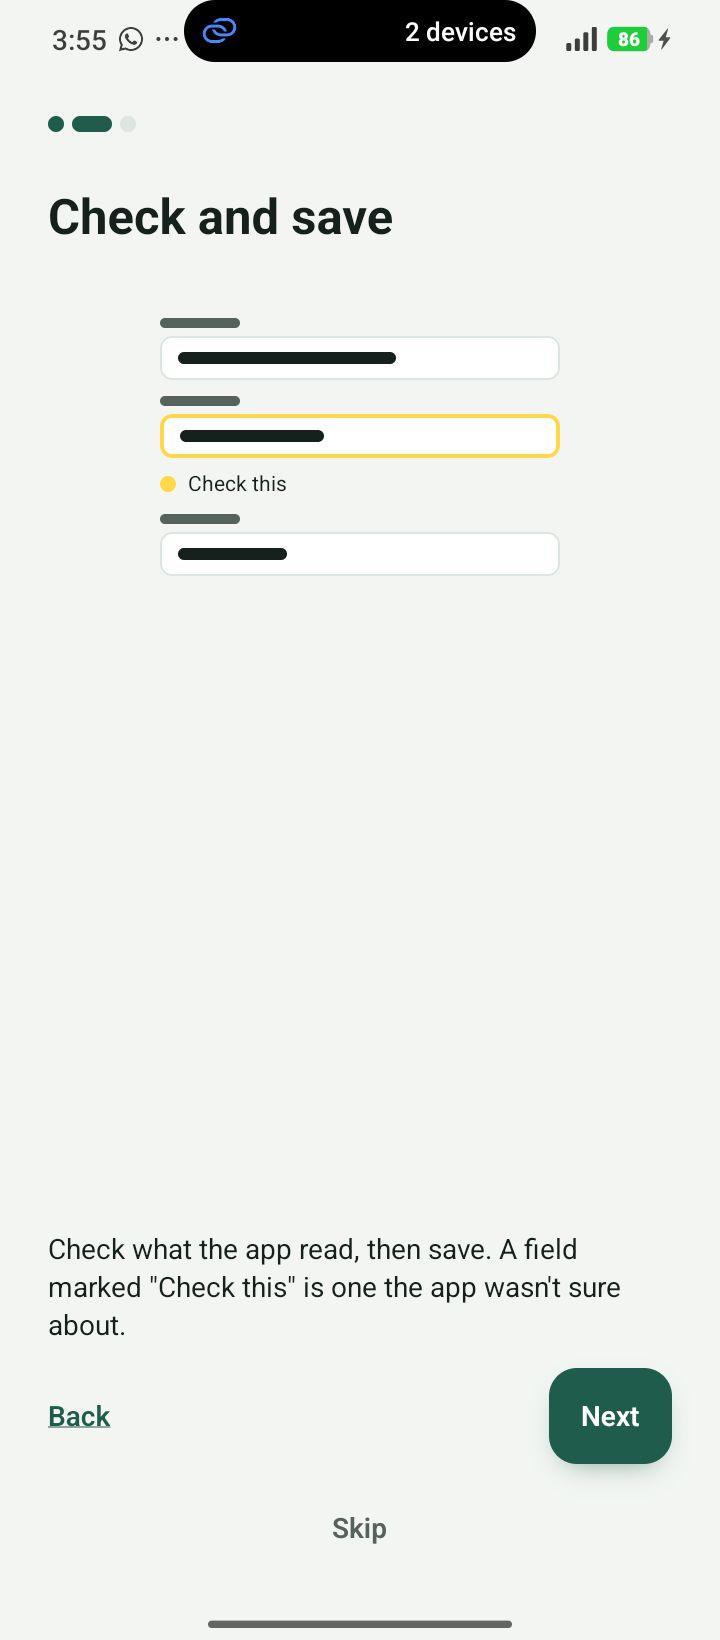 3:55
2 devices
86
Check and save
Check this
Check what the app read, then save. A field
marked "Check this" is one the app wasn't sure
about.
Back
Next
Skip